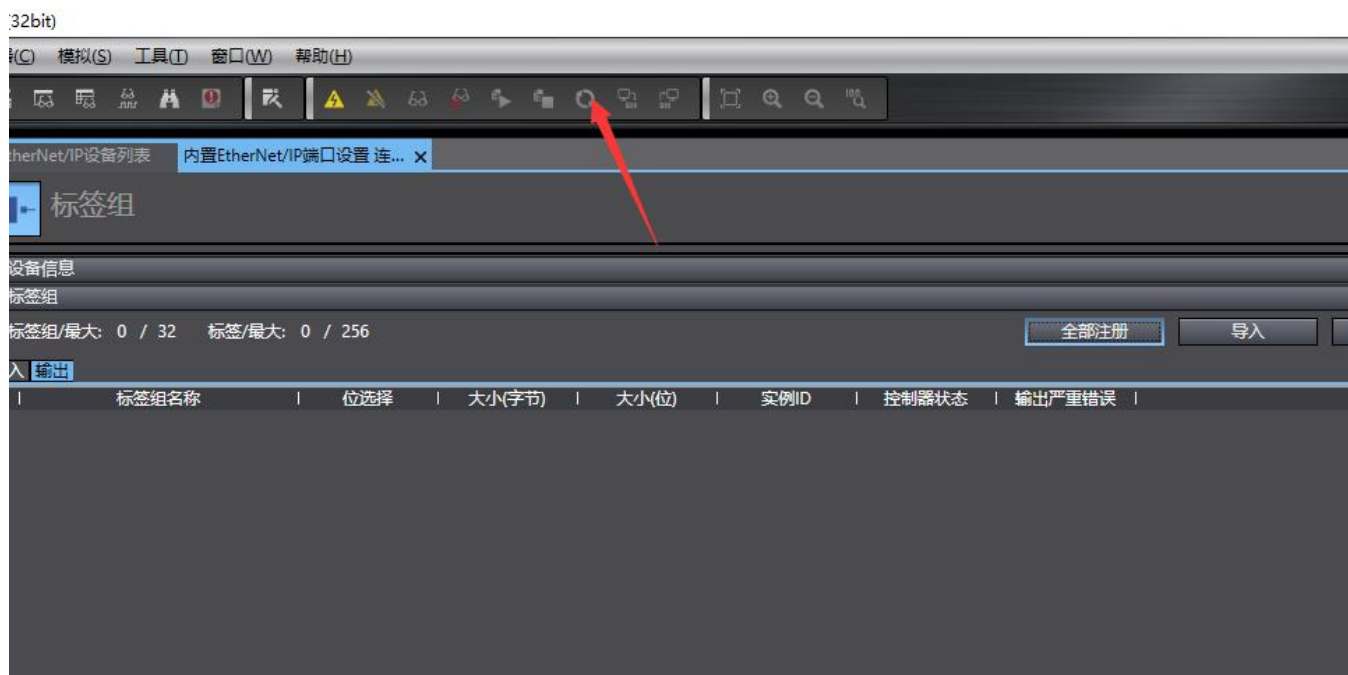 (32bit)
(C) 模拟(S) 工具(T) 窗口(W) 帮助(H)
therNet/IP设备列表 内置EtherNet/IP端口设置 连... ×
标签组
设备信息
标签组
标签组/最大: 0 / 32 标签/最大: 0 / 256 全部注册 导入
入 输出
标签组名称 | 位选择 | 大小(字节) | 大小(位) | 实例ID | 控制器状态 | 输出严重错误 |